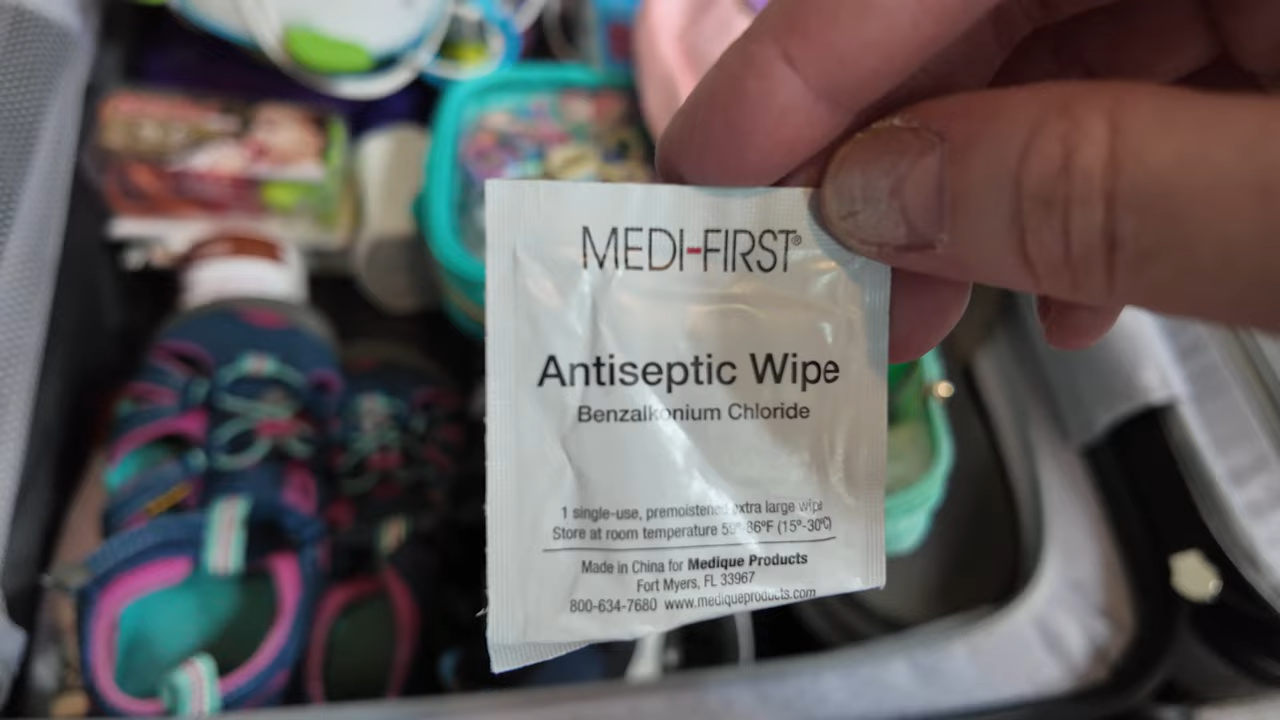 MEDI-FIRST®
Antiseptic Wipe
Benzalkonium Chloride
1 single-use, premoistened extra large wipe
Store at room temperature 59°-86°F (15°-30°C)
Made in China for Medique Products
Fort Myers, FL 33967
800-634-7680 www.mediqueproducts.com